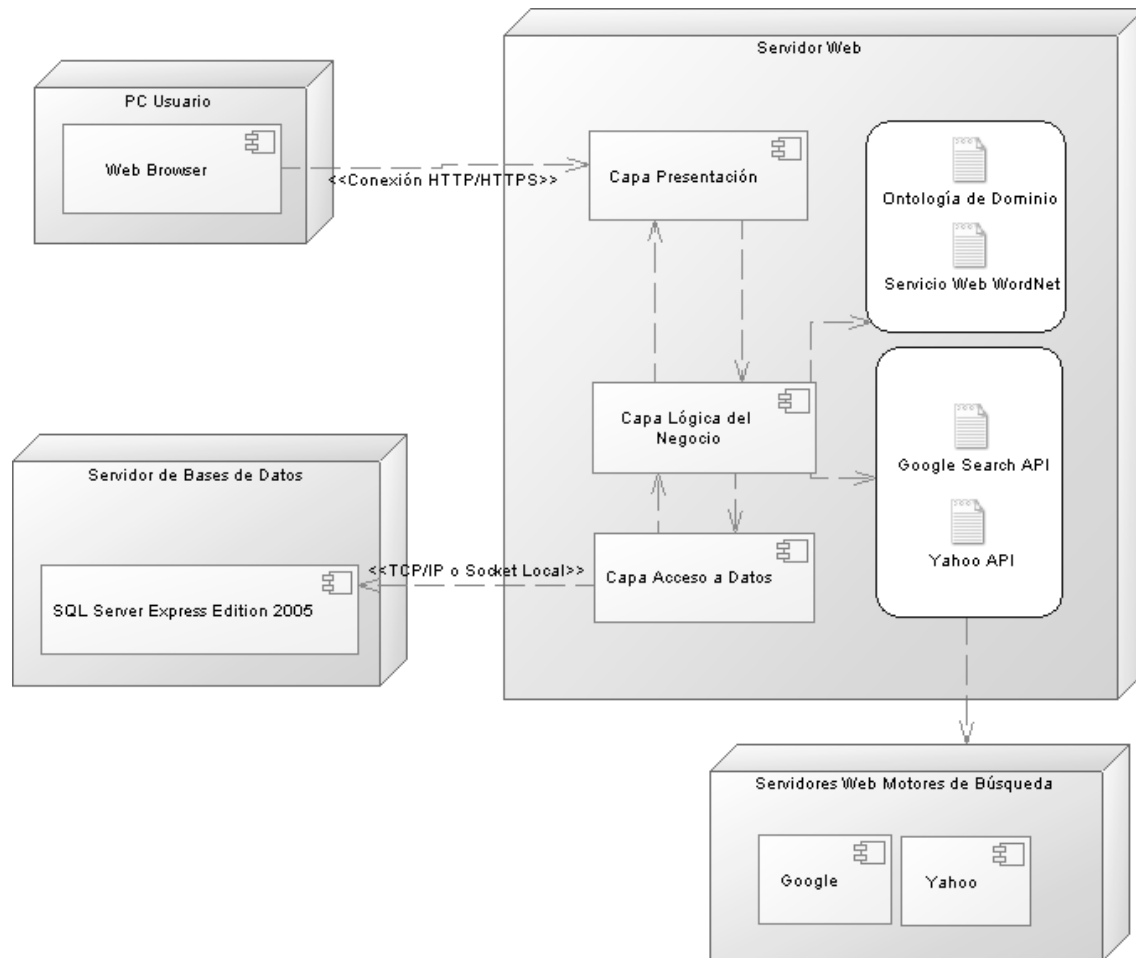 Servidor Web
PC Usuario
Web Browser
<<Conexión HTTP/HTTPS>>
Capa Presentación
Ontología de Dominio
Servicio Web WordNet
Capa Lógica del
Negocio
Google Search API
Yahoo API
Servidor de Bases de Datos
SQL Server Express Edition 2005
<<TCP/IP o Socket Local>>
Capa Acceso a Datos
Servidores Web Motores de Búsqueda
Google
Yahoo